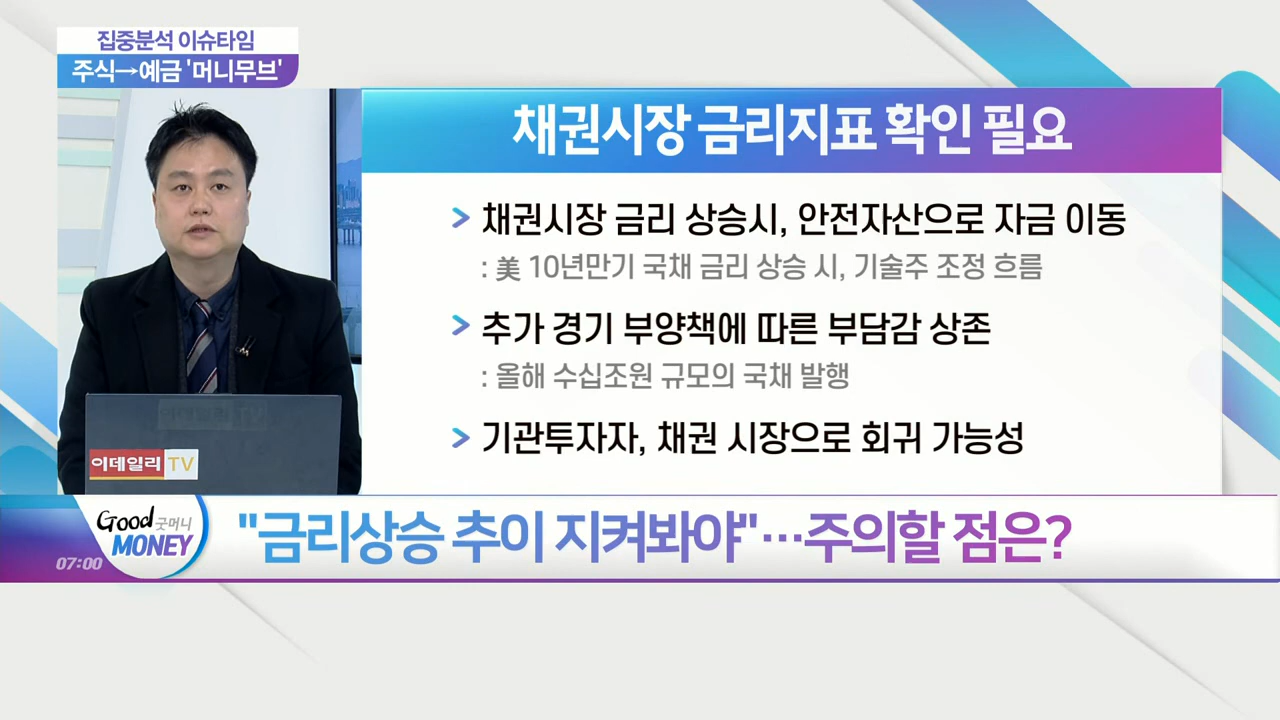 집중분석 이슈타임
주식→예금 '머니무브'
채권시장 금리지표 확인 필요
> 채권시장 금리 상승시, 안전자산으로 자금 이동
: 美 10년만기 국채 금리 상승 시, 기술주 조정 흐름
> 추가 경기 부양책에 따른 부담감 상존
: 올해 수십조원 규모의 국채 발행
> 기관투자자, 채권 시장으로 회귀 가능성
이데일리 TV
이데일리 TV
Good 굿머니
MONEY
07:00
"금리상승 추이 지켜봐야"…주의할 점은?